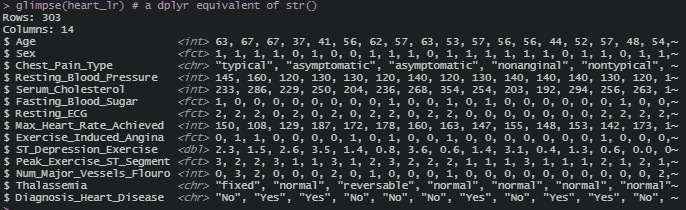 > glimpse(heart_lr) # a dplyr equivalent of str()
Rows: 303
Columns: 14
$ Age <int> 63, 67, 67, 37, 41, 56, 62, 57, 63, 53, 57, 56, 56, 44, 52, 57, 48, 54,~
$ Sex <fct> 1, 1, 1, 1, 0, 1, 0, 0, 1, 1, 1, 0, 1, 1, 1, 1, 1, 1, 0, 1, 1, 0, 1, 1,~
$ Chest_Pain_Type <chr> "typical", "asymptomatic", "asymptomatic", "nonanginal", "nontypical", ~
$ Resting_Blood_Pressure <int> 145, 160, 120, 130, 130, 120, 140, 120, 130, 140, 140, 140, 130, 120, 1~
$ Serum_Cholesterol <int> 233, 286, 229, 250, 204, 236, 268, 354, 254, 203, 192, 294, 256, 263, 1~
$ Fasting_Blood_Sugar <fct> 1, 0, 0, 0, 0, 0, 0, 0, 0, 1, 0, 0, 1, 0, 1, 0, 0, 0, 0, 0, 0, 1, 0, 0,~
$ Resting_ECG <fct> 2, 2, 2, 0, 2, 0, 2, 0, 2, 2, 0, 2, 2, 0, 0, 0, 0, 0, 0, 0, 2, 2, 2, 2,~
$ Max_Heart_Rate_Achieved <int> 150, 108, 129, 187, 172, 178, 160, 163, 147, 155, 148, 153, 142, 173, 1~
$ Exercise_Induced_Angina <fct> 0, 1, 1, 0, 0, 0, 0, 1, 0, 1, 0, 0, 1, 0, 0, 0, 0, 0, 0, 0, 1, 0, 0, 0,~
$ ST_Depression_Exercise <dbl> 2.3, 1.5, 2.6, 3.5, 1.4, 0.8, 3.6, 0.6, 1.4, 3.1, 0.4, 1.3, 0.6, 0.0, 0~
$ Peak_Exercise_ST_Segment <fct> 3, 2, 2, 3, 1, 1, 3, 1, 2, 3, 2, 2, 2, 1, 1, 1, 3, 1, 1, 1, 2, 1, 2, 1,~
$ Num_Major_Vessels_Flouro <int> 0, 3, 2, 0, 0, 0, 2, 0, 1, 0, 0, 0, 1, 0, 0, 0, 0, 0, 0, 0, 0, 0, 0, 2,~
$ Thalassemia <chr> "fixed", "normal", "reversable", "normal", "normal", "normal", "normal"~
$ Diagnosis_Heart_Disease <chr> "No", "Yes", "Yes", "No", "No", "No", "Yes", "No", "Yes", "Yes", "No", ~
>